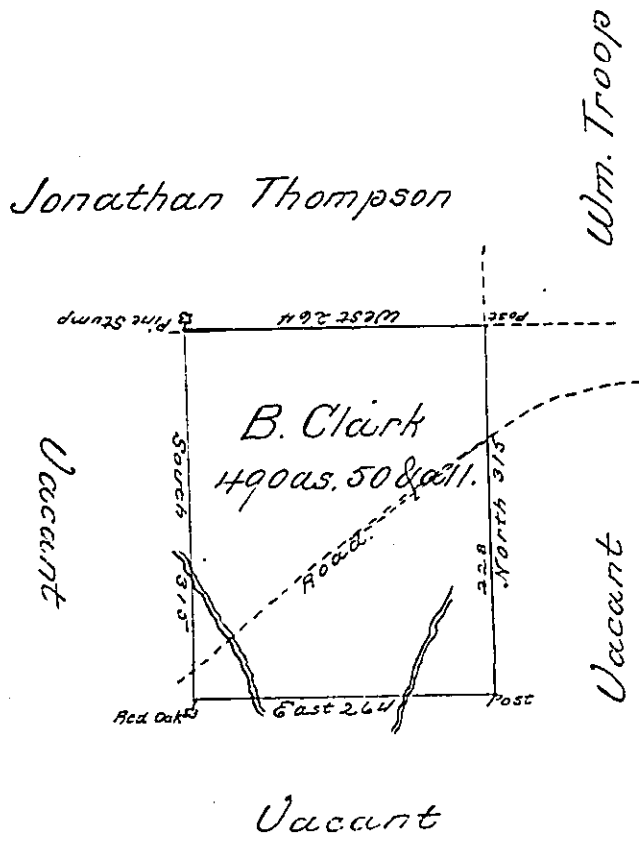 Wm. Troop
Jonathan Thompson
Pine Stump
West 264
Post
B. Clark
490as. 50 & all.
Vacant
South 315
Road.
228
North 315
Vacant
Red Oak
East 264
Post
Vacant